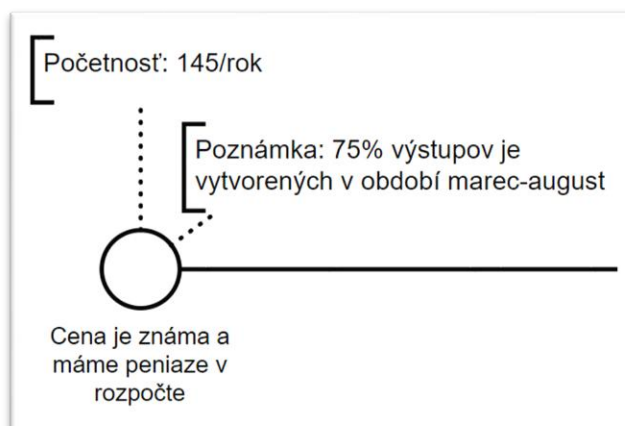 Početnosť: 145/rok
Poznámka: 75% výstupov je
vytvorených v období marec-august
Cena je známa a
máme peniaze v
rozpočte